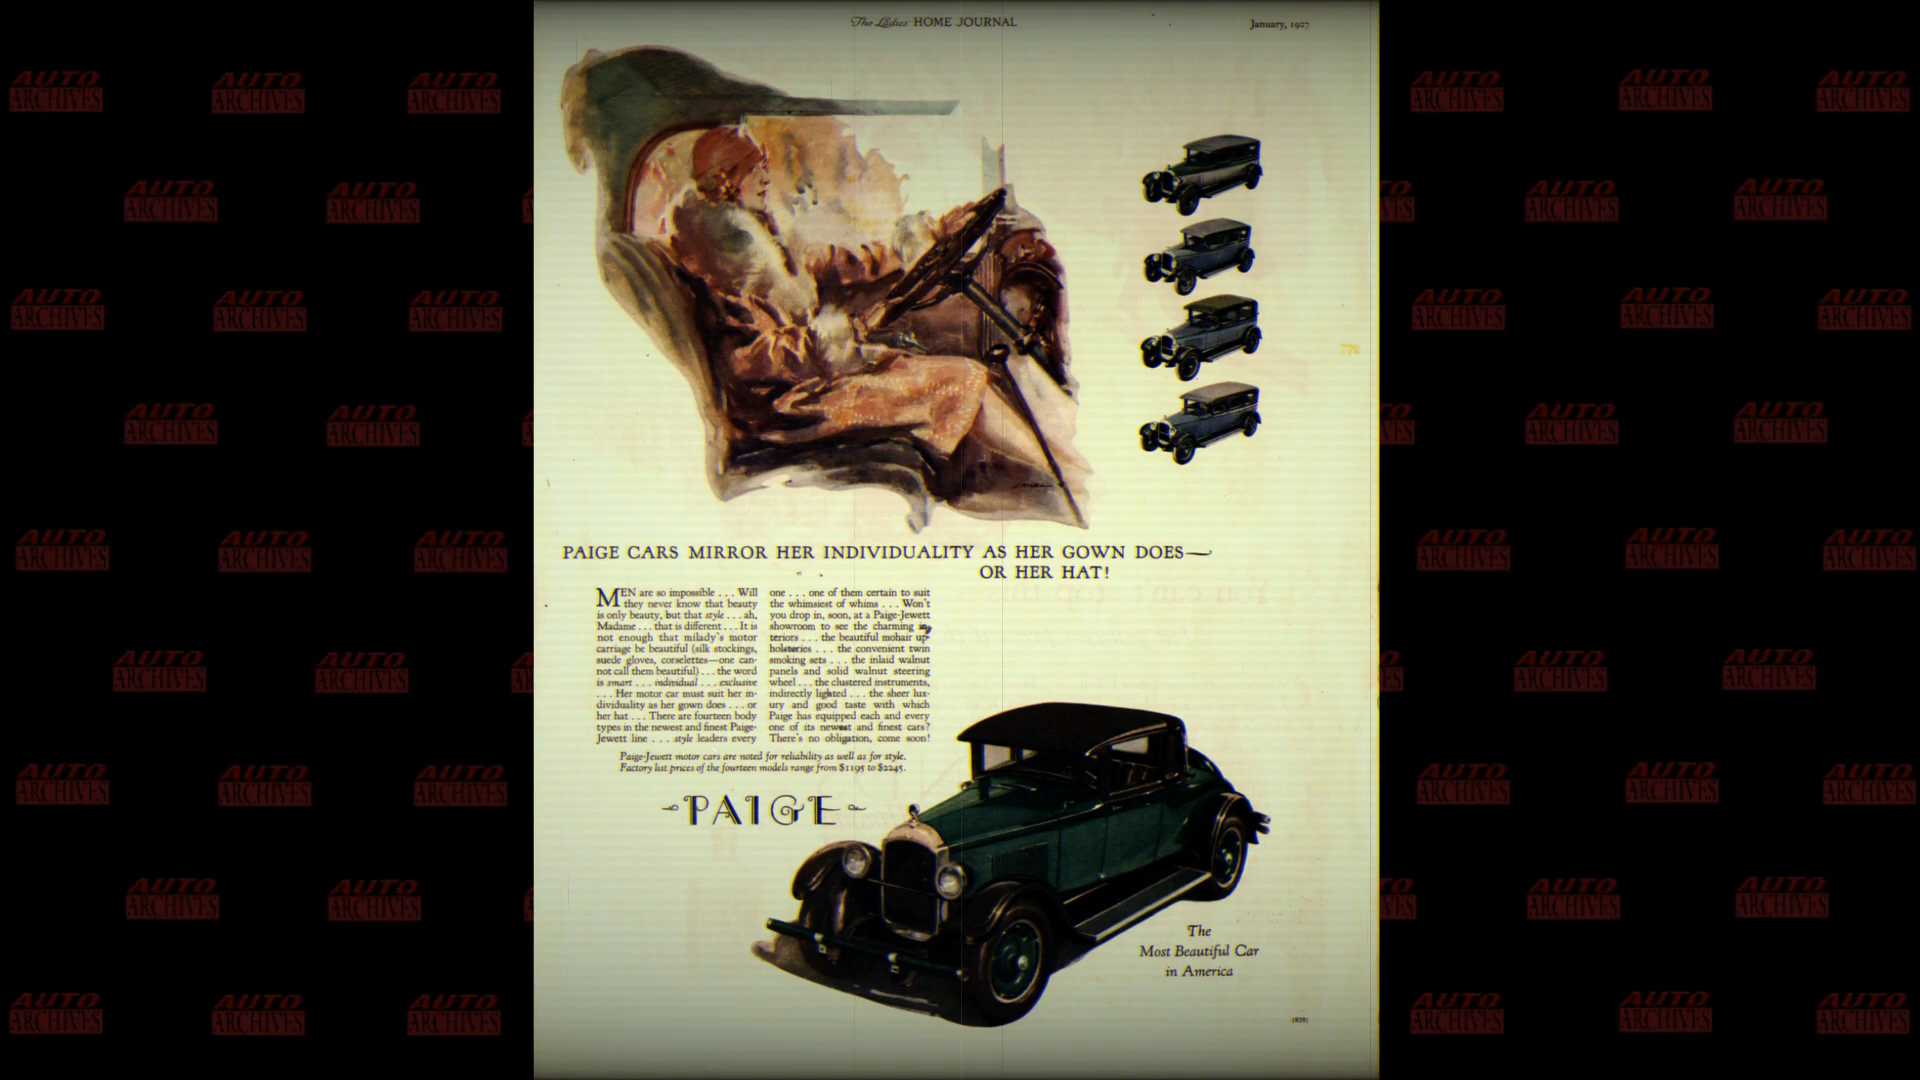 The Ladies' HOME JOURNAL
January, 1927
PAIGE CARS MIRROR HER INDIVIDUALITY AS HER GOWN DOES—
OR HER HAT!
MEN are so impossible . . . Will
they never know that beauty
is only beauty, but that style . . . ah,
Madame . . . that is different . . . It is
not enough that milady's motor
carriage be beautiful (silk stockings,
suede gloves, corselettes—one can-
not call them beautiful) . . . the word
is smart . . . individual . . . exclusive
. . . Her motor car must suit her in-
dividuality as her gown does . . . or
her hat . . . There are fourteen body
types in the newest and finest Paige-
Jewett line . . . style leaders every
one . . . one of them certain to suit
the whimsiest of whims . . . Won't
you drop in, soon, at a Paige-Jewett
showroom to see the charming in-
teriors . . . the beautiful mohair up-
holsteries . . . the convenient twin
smoking sets . . . the inlaid walnut
panels and solid walnut steering
wheel . . . the clustered instruments,
indirectly lighted . . . the sheer lux-
ury and good taste with which
Paige has equipped each and every
one of its newest and finest cars?
There's no obligation, come soon!
Paige-Jewett motor cars are noted for reliability as well as for style.
Factory list prices of the fourteen models range from $1195 to $2245.
PAIGE
The
Most Beautiful Car
in America
AUTO
ARCHIVES